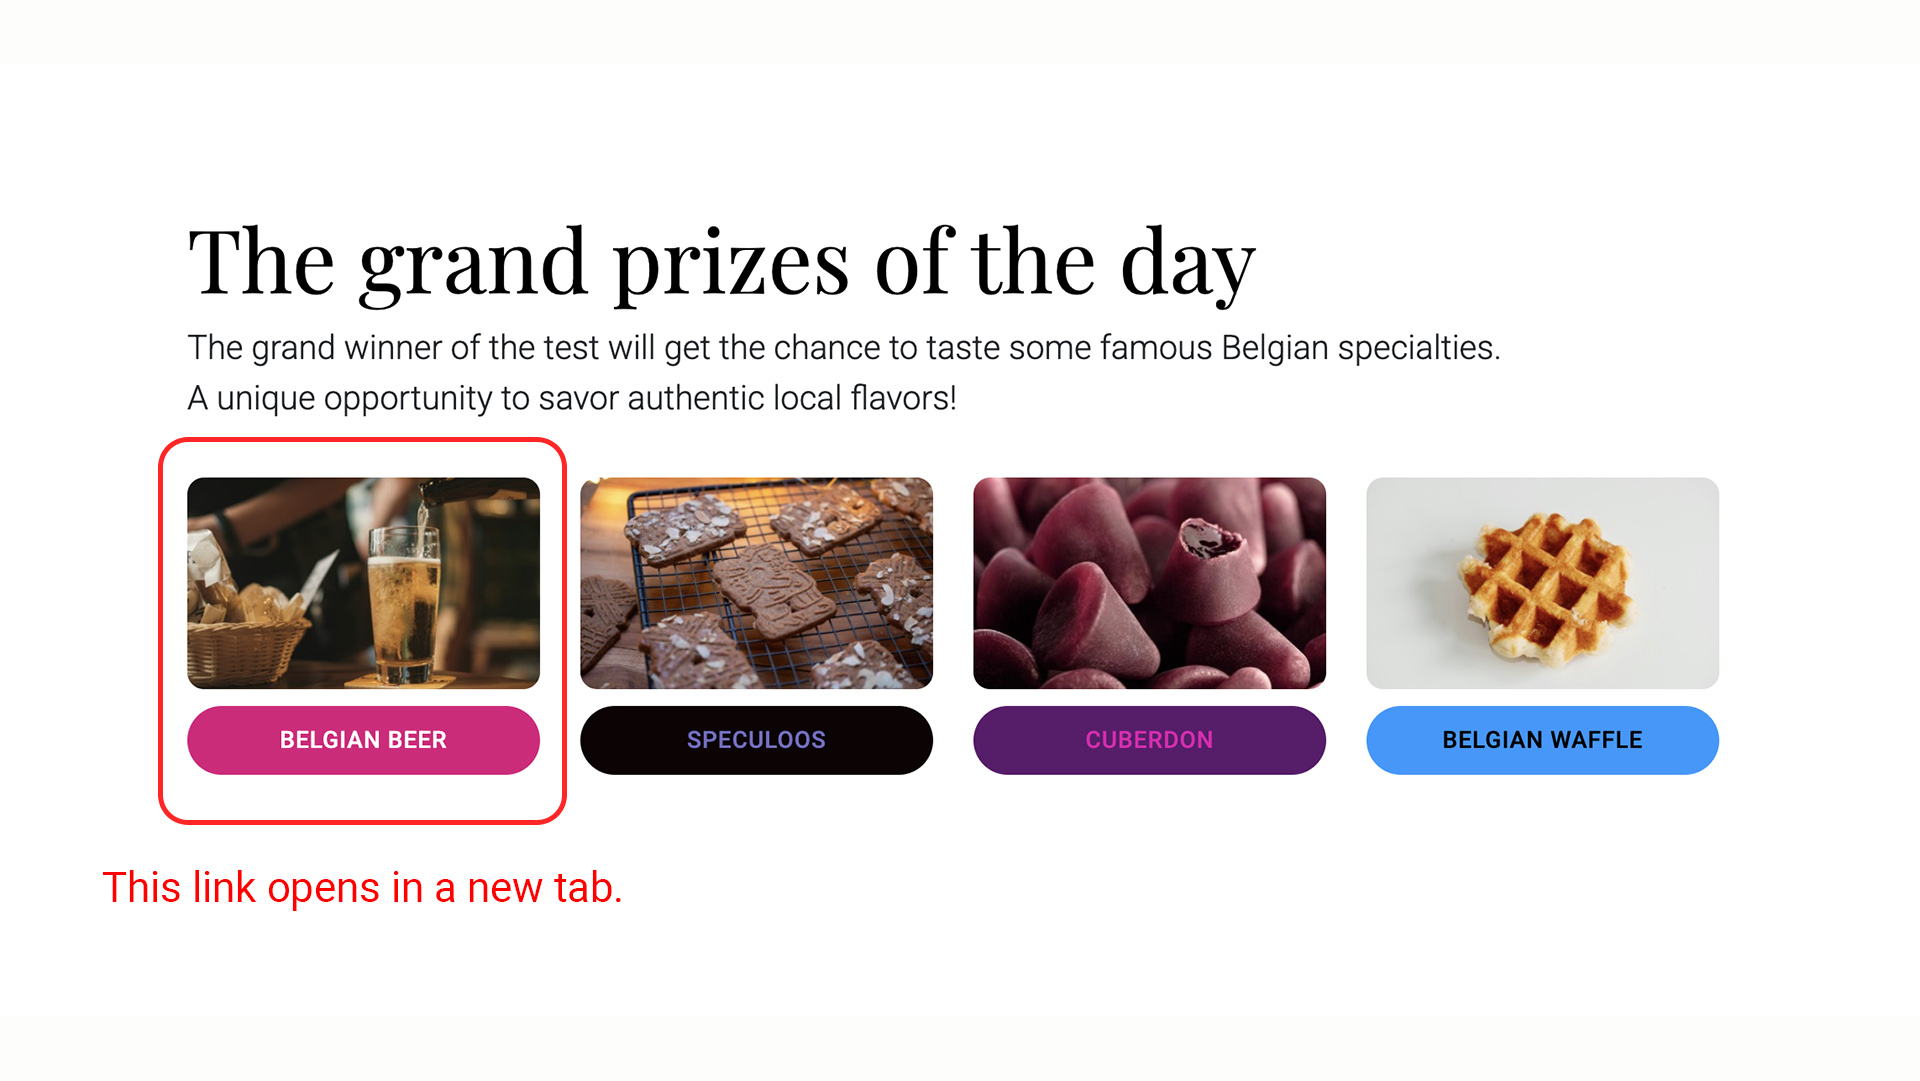 The grand prizes of the day
The grand winner of the test will get the chance to taste some famous Belgian specialties.
A unique opportunity to savor authentic local flavors!
BELGIAN BEER
SPECULOOS
CUBERDON
BELGIAN WAFFLE
This link opens in a new tab.